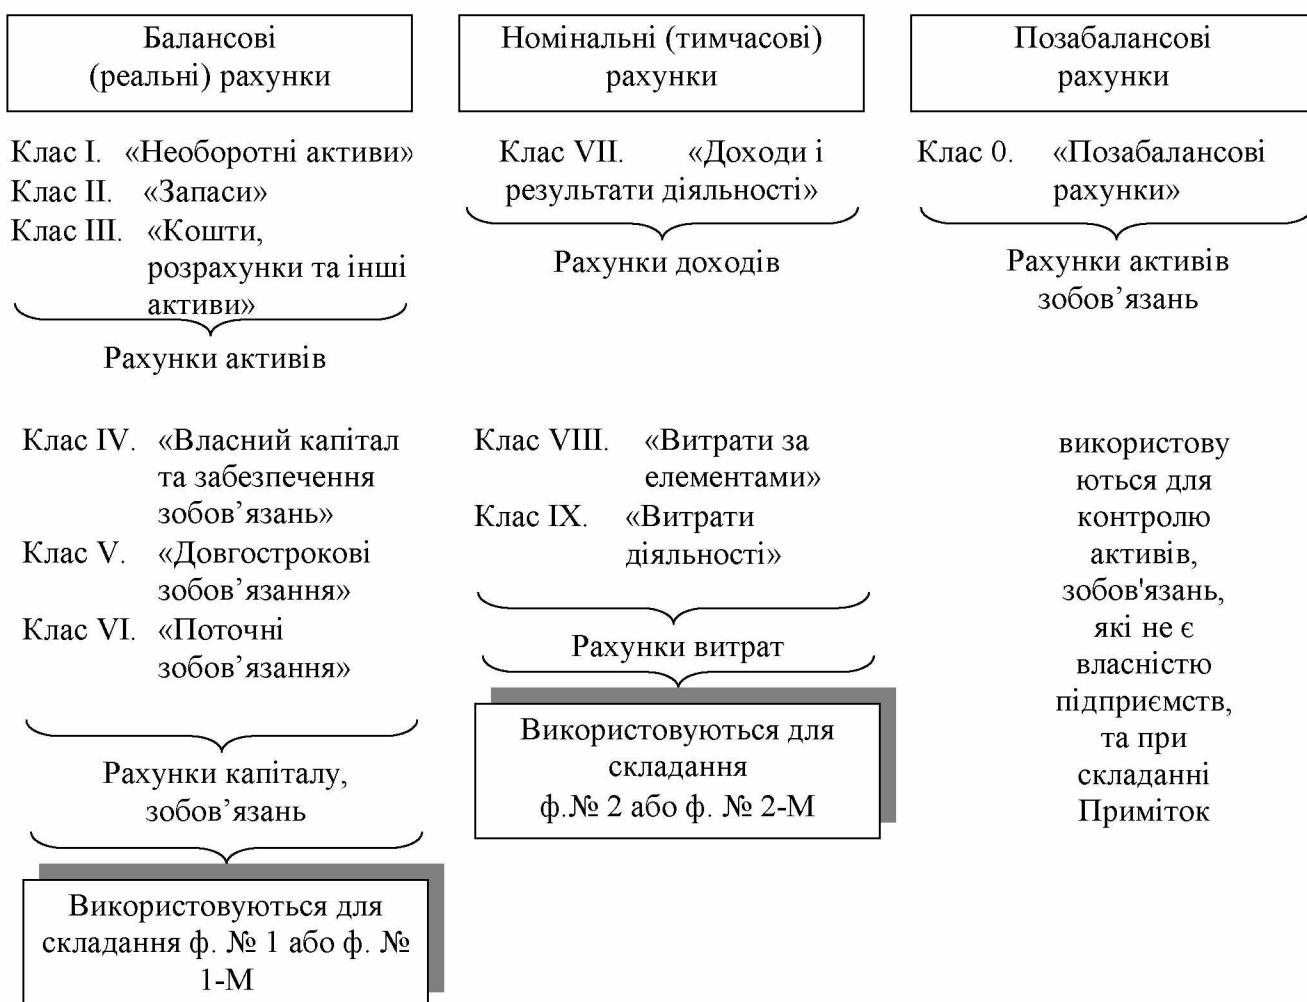 Балансові
(реальні) рахунки
Клас I. «Необоротні активи»
Клас II. «Запаси»
Клас III. «Кошти,
розрахунки та інші
активи»
Рахунки активів
Клас IV. «Власний капітал
та забезпечення
зобов’язань»
Клас V. «Довгострокові
зобов’язання»
Клас VI. «Поточні
зобов’язання»
Рахунки капіталу,
зобов’язань
Використовуються для
складання ф. № 1 або ф. №
1-М
Номінальні (тимчасові)
рахунки
Клас VII. «Доходи і
результати діяльності»
Рахунки доходів
Клас VIII. «Витрати за
елементами»
Клас IX. «Витрати
діяльності»
Рахунки витрат
Використовуються для
складання
ф.№ 2 або ф. № 2-М
Позабалансові
рахунки
Клас 0. «Позабалансові
рахунки»
Рахунки активів
зобов’язань
використову
ються для
контролю
активів,
зобов'язань,
які не є
власністю
підприємств,
та при
складанні
Приміток